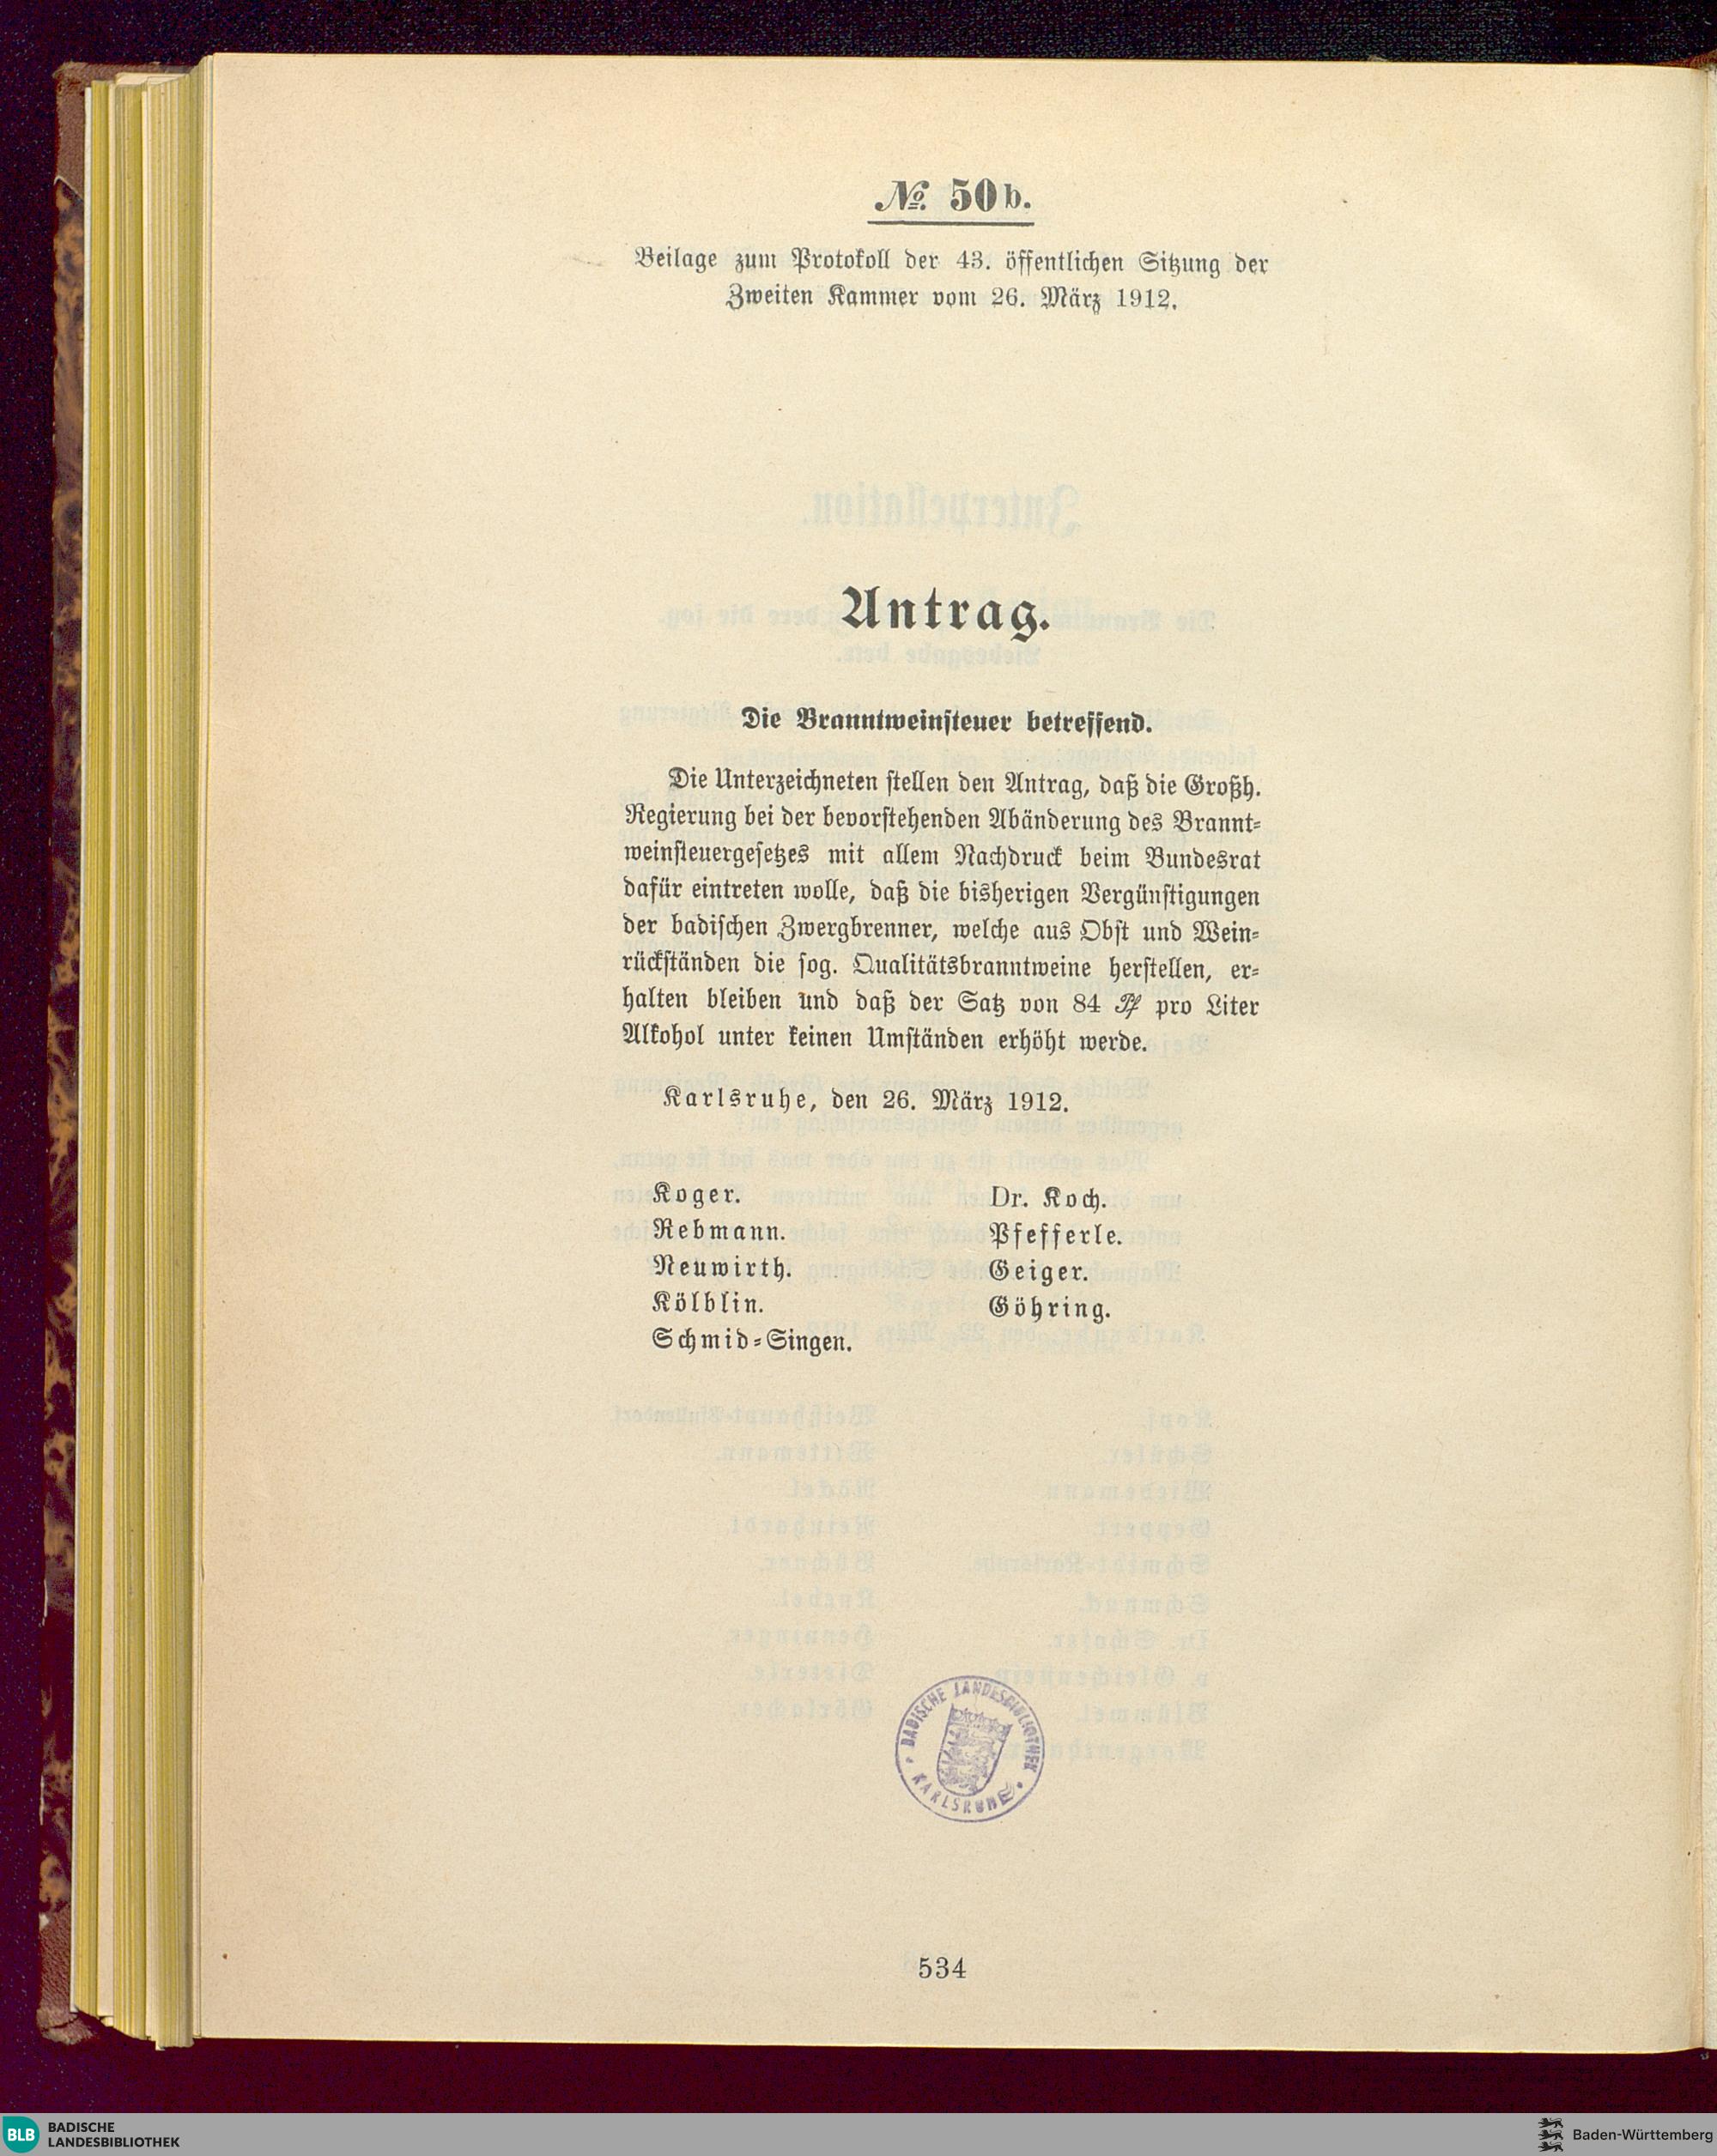 № 50b.
Beilage zum Protokoll der 43. öffentlichen Sitzung der
Zweiten Kammer vom 26. März 1912.
Antrag.
Die Branntweinsteuer betreffend.
Die Unterzeichneten stellen den Antrag, daß die Großh.
Regierung bei der bevorstehenden Abänderung des Brannt-
weinsteuergesetzes mit allem Nachdruck beim Bundesrat
dafür eintreten wolle, daß die bisherigen Vergünstigungen
der badischen Zwergbrenner, welche aus Obst und Wein-
rückständen die sog. Qualitätsbranntweine herstellen, er-
halten bleiben und daß der Satz von 84 Pf pro Liter
Alkohol unter keinen Umständen erhöht werde.
Karlsruhe, den 26. März 1912.
Koger.
Rebmann.
Neuwirth.
Kölblin.
Schmid-Singen.
Dr. Koch.
Pfefferle.
Geiger.
Göhring.
BADISCHE LANDESBIBLIOTHEK
KARLSRUHE
534
BLB BADISCHE
LANDESBIBLIOTHEK
Baden-Württemberg